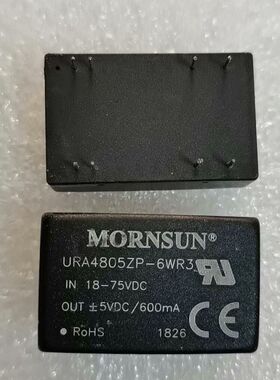 MORNSUN®
URA4805ZP-6WR3
IN 18-75VDC
OUT ±5VDC/600mA
RoHS 1826